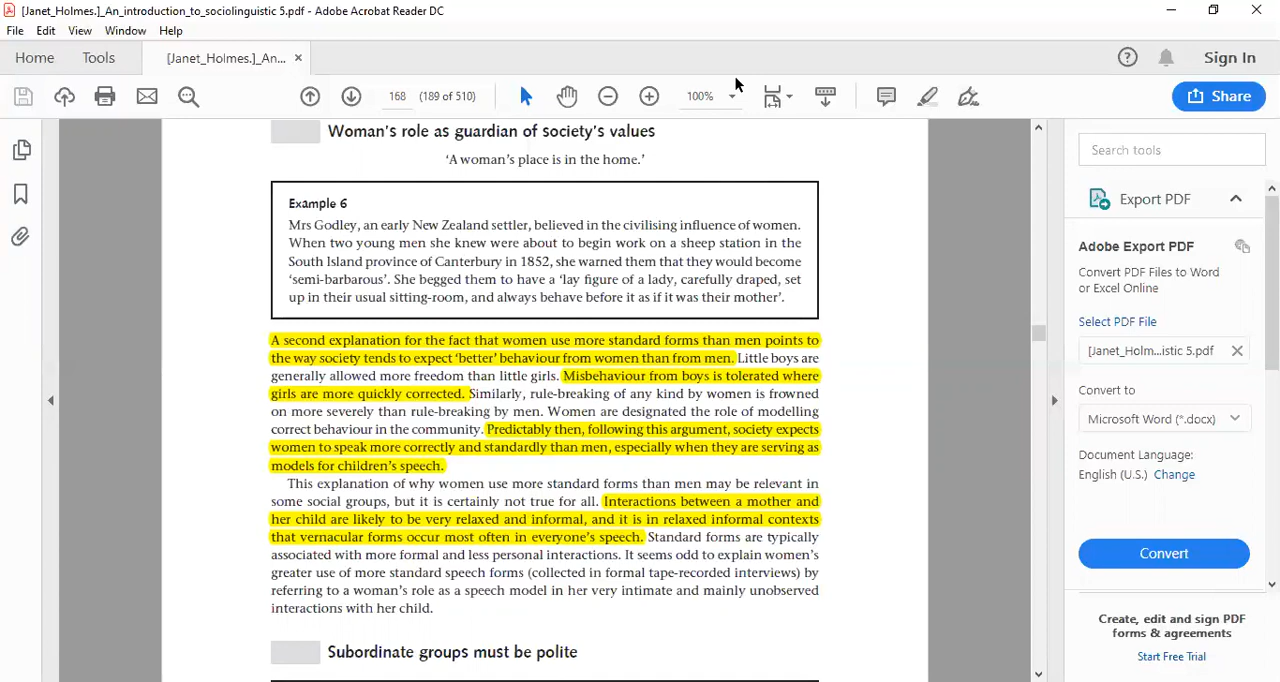 [Janet_Holmes.]_An_introduction_to_sociolinguistic 5.pdf - Adobe Acrobat Reader DC
File Edit View Window Help
Home Tools [Janet_Holmes.]_An... × Sign In
168 (189 of 510) 100% Share
Woman's role as guardian of society's values
'A woman's place is in the home.'
Example 6
Mrs Godley, an early New Zealand settler, believed in the civilising influence of women.
When two young men she knew were about to begin work on a sheep station in the
South Island province of Canterbury in 1852, she warned them that they would become
'semi-barbarous'. She begged them to have a 'lay figure of a lady, carefully draped, set
up in their usual sitting-room, and always behave before it as if it was their mother'.
A second explanation for the fact that women use more standard forms than men points to
the way society tends to expect 'better' behaviour from women than from men. Little boys are
generally allowed more freedom than little girls. Misbehaviour from boys is tolerated where
girls are more quickly corrected. Similarly, rule-breaking of any kind by women is frowned
on more severely than rule-breaking by men. Women are designated the role of modelling
correct behaviour in the community. Predictably then, following this argument, society expects
women to speak more correctly and standardly than men, especially when they are serving as
models for children's speech.
This explanation of why women use more standard forms than men may be relevant in
some social groups, but it is certainly not true for all. Interactions between a mother and
her child are likely to be very relaxed and informal, and it is in relaxed informal contexts
that vernacular forms occur most often in everyone's speech. Standard forms are typically
associated with more formal and less personal interactions. It seems odd to explain women's
greater use of more standard speech forms (collected in formal tape-recorded interviews) by
referring to a woman's role as a speech model in her very intimate and mainly unobserved
interactions with her child.
Subordinate groups must be polite
Search tools
Export PDF
Adobe Export PDF
Convert PDF Files to Word
or Excel Online
Select PDF File
[Janet_Holm...istic 5.pdf
Convert to
Microsoft Word (*.docx)
Document Language:
English (U.S.) Change
Convert
Create, edit and sign PDF
forms & agreements
Start Free Trial